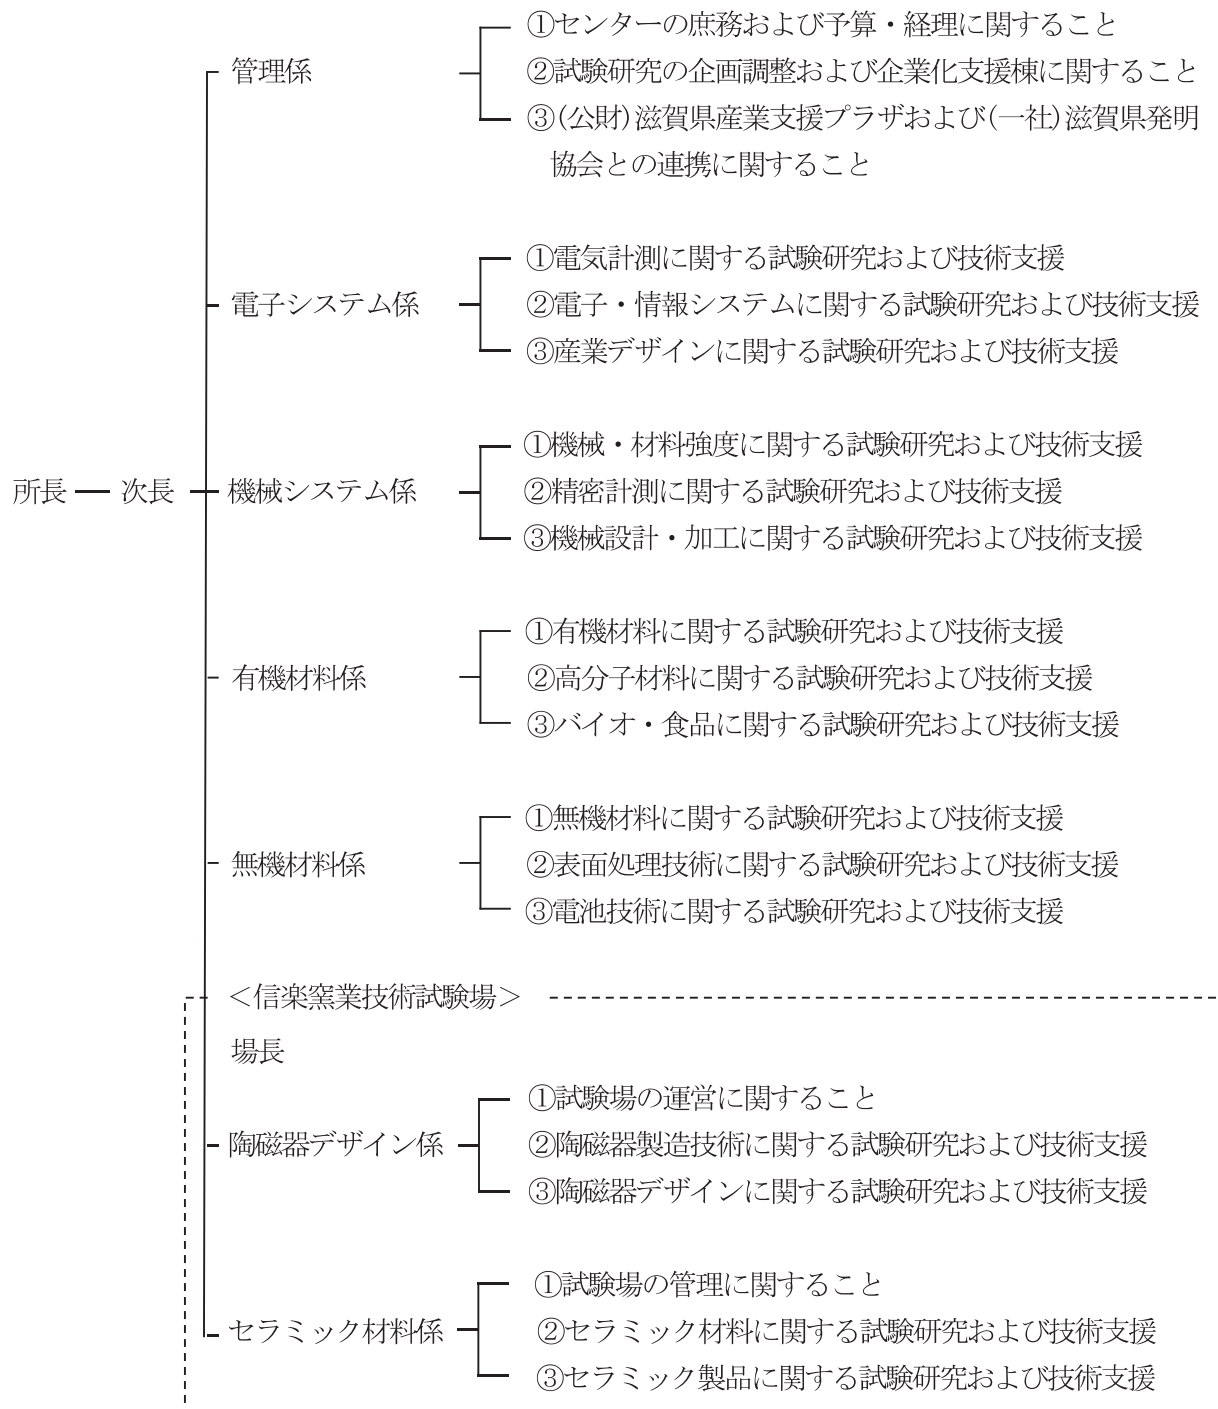 ①センターの庶務および予算・経理に関すること
管理係
②試験研究の企画調整および企業化支援棟に関すること
③(公財)滋賀県産業支援プラザおよび(一社)滋賀県発明
協会との連携に関すること
①電気計測に関する試験研究および技術支援
電子システム係
②電子・情報システムに関する試験研究および技術支援
③産業デザインに関する試験研究および技術支援
①機械・材料強度に関する試験研究および技術支援
所長
次長
機械システム係
②精密計測に関する試験研究および技術支援
③機械設計・加工に関する試験研究および技術支援
①有機材料に関する試験研究および技術支援
有機材料係
②高分子材料に関する試験研究および技術支援
③バイオ・食品に関する試験研究および技術支援
①無機材料に関する試験研究および技術支援
無機材料係
②表面処理技術に関する試験研究および技術支援
③電池技術に関する試験研究および技術支援
＜信楽窯業技術試験場＞
場長
①試験場の運営に関すること
陶磁器デザイン係
②陶磁器製造技術に関する試験研究および技術支援
③陶磁器デザインに関する試験研究および技術支援
①試験場の管理に関すること
セラミック材料係
②セラミック材料に関する試験研究および技術支援
③セラミック製品に関する試験研究および技術支援